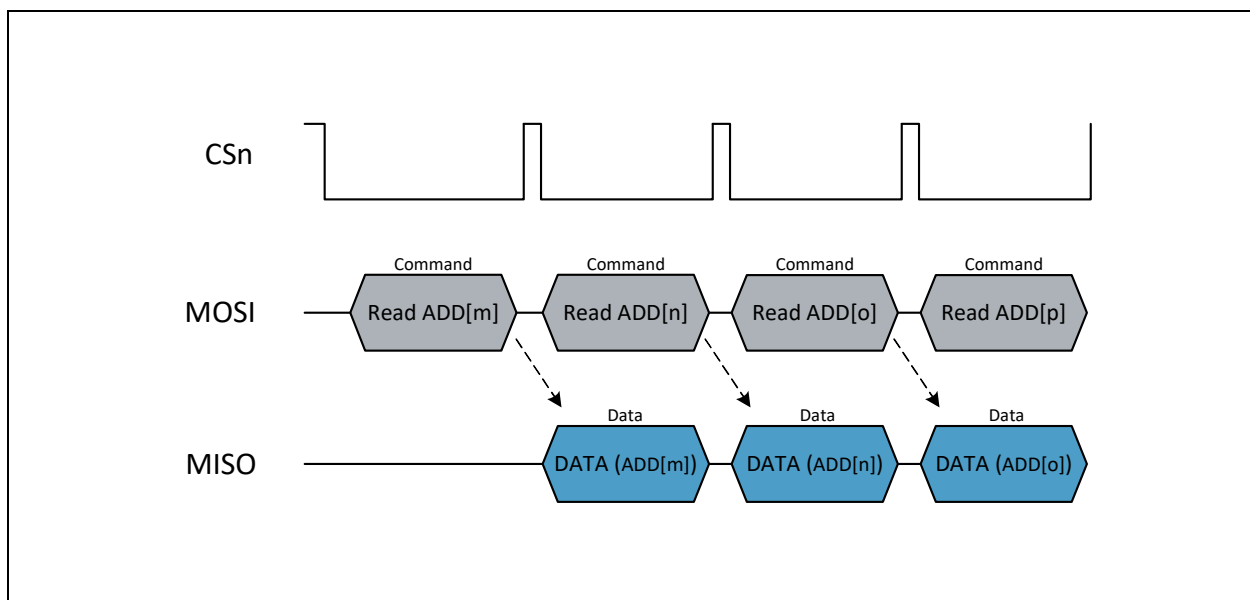 CSn
Command Command Command Command
MOSI Read ADD[m] Read ADD[n] Read ADD[o] Read ADD[p]
Data Data Data
MISO DATA (ADD[m]) DATA (ADD[n]) DATA (ADD[o])